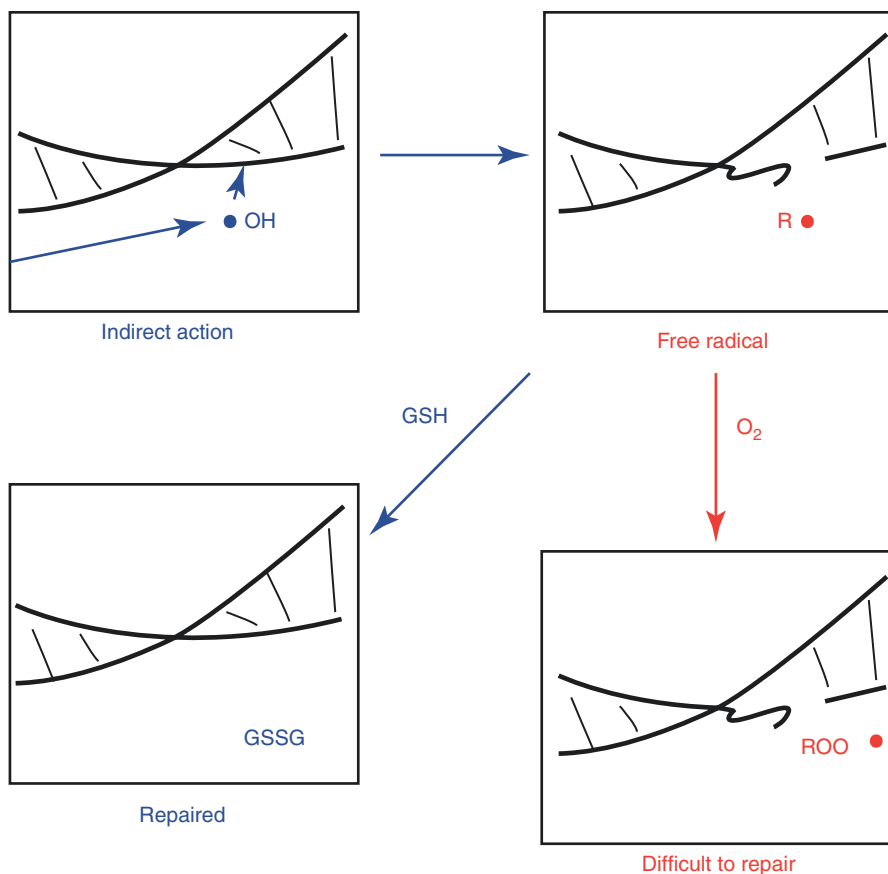 ● OH
Indirect action
R ●
Free radical
GSH
O₂
GSSG
Repaired
ROO ●
Difficult to repair